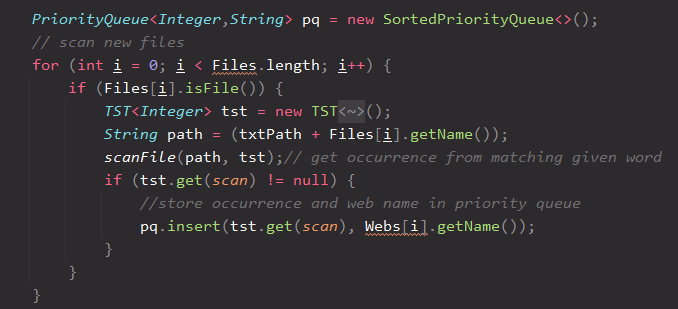 PriorityQueue<Integer,String> pq = new SortedPriorityQueue<>();
// scan new files
for (int i = 0; i < Files.length; i++) {
if (Files[i].isFile()) {
TST<Integer> tst = new TST<~>();
String path = (txtPath + Files[i].getName());
scanFile(path, tst);// get occurrence from matching given word
if (tst.get(scan) != null) {
//store occurrence and web name in priority queue
pq.insert(tst.get(scan), Webs[i].getName());
}
}
}